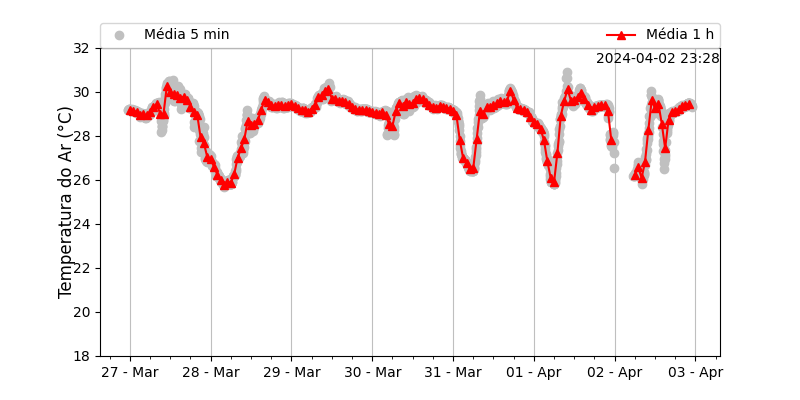 Média 5 min
Média 1 h
2024-04-02 23:28
Temperatura do Ar (°C)
32
30
28
26
24
22
20
18
27 - Mar
28 - Mar
29 - Mar
30 - Mar
31 - Mar
01 - Apr
02 - Apr
03 - Apr